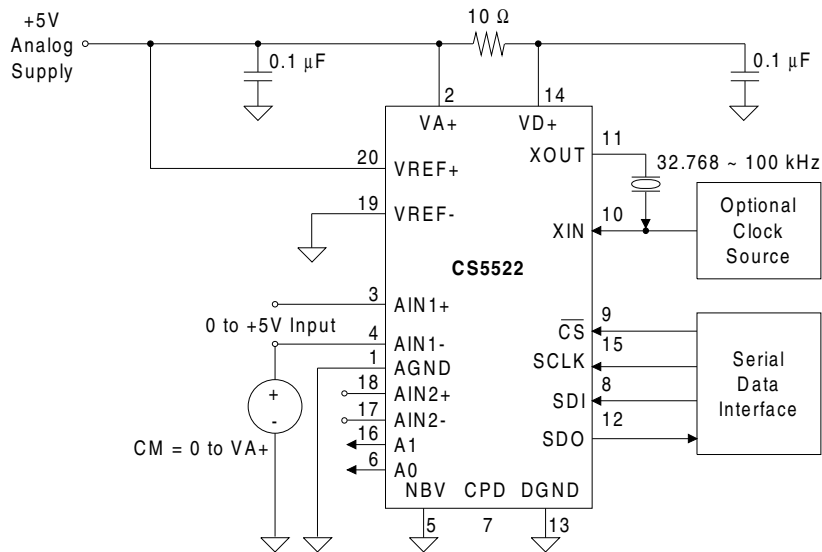 +5V
Analog
Supply
10 Ω
0.1 µF
0.1 µF
2
14
VA+
VD+
11
XOUT
32.768 ~ 100 kHz
20
VREF+
19
VREF-
10
XIN
Optional
Clock
Source
CS5522
3
AIN1+
0 to +5V Input
4
AIN1-
1
AGND
18
AIN2+
17
AIN2-
16
A1
6
A0
+
-
CM = 0 to VA+
9
CS
15
SCLK
8
SDI
12
SDO
Serial
Data
Interface
NBV CPD DGND
5
7
13